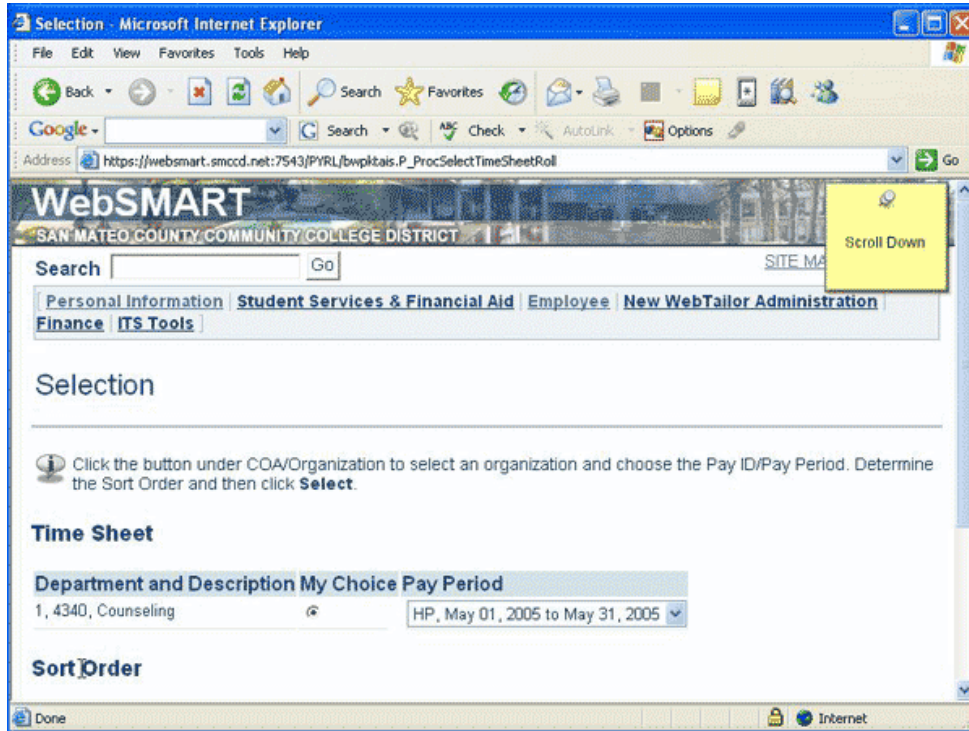 Selection - Microsoft Internet Explorer
File Edit View Favorites Tools Help
Back Search Favorites
Google Search ABC Check AutoLink Options
Address https://websmart.smccd.net:7543/PYRL/bwpktais.P_ProcSelectTimeSheetRoll Go
WebSMART
SAN MATEO COUNTY COMMUNITY COLLEGE DISTRICT
Scroll Down
Search Go SITE MA
[ Personal Information | Student Services & Financial Aid | Employee | New WebTailor Administration |
Finance | ITS Tools ]
Selection
Click the button under COA/Organization to select an organization and choose the Pay ID/Pay Period. Determine
the Sort Order and then click Select.
Time Sheet
Department and Description My Choice Pay Period
1, 4340, Counseling HP, May 01, 2005 to May 31, 2005
Sort Order
Done Internet